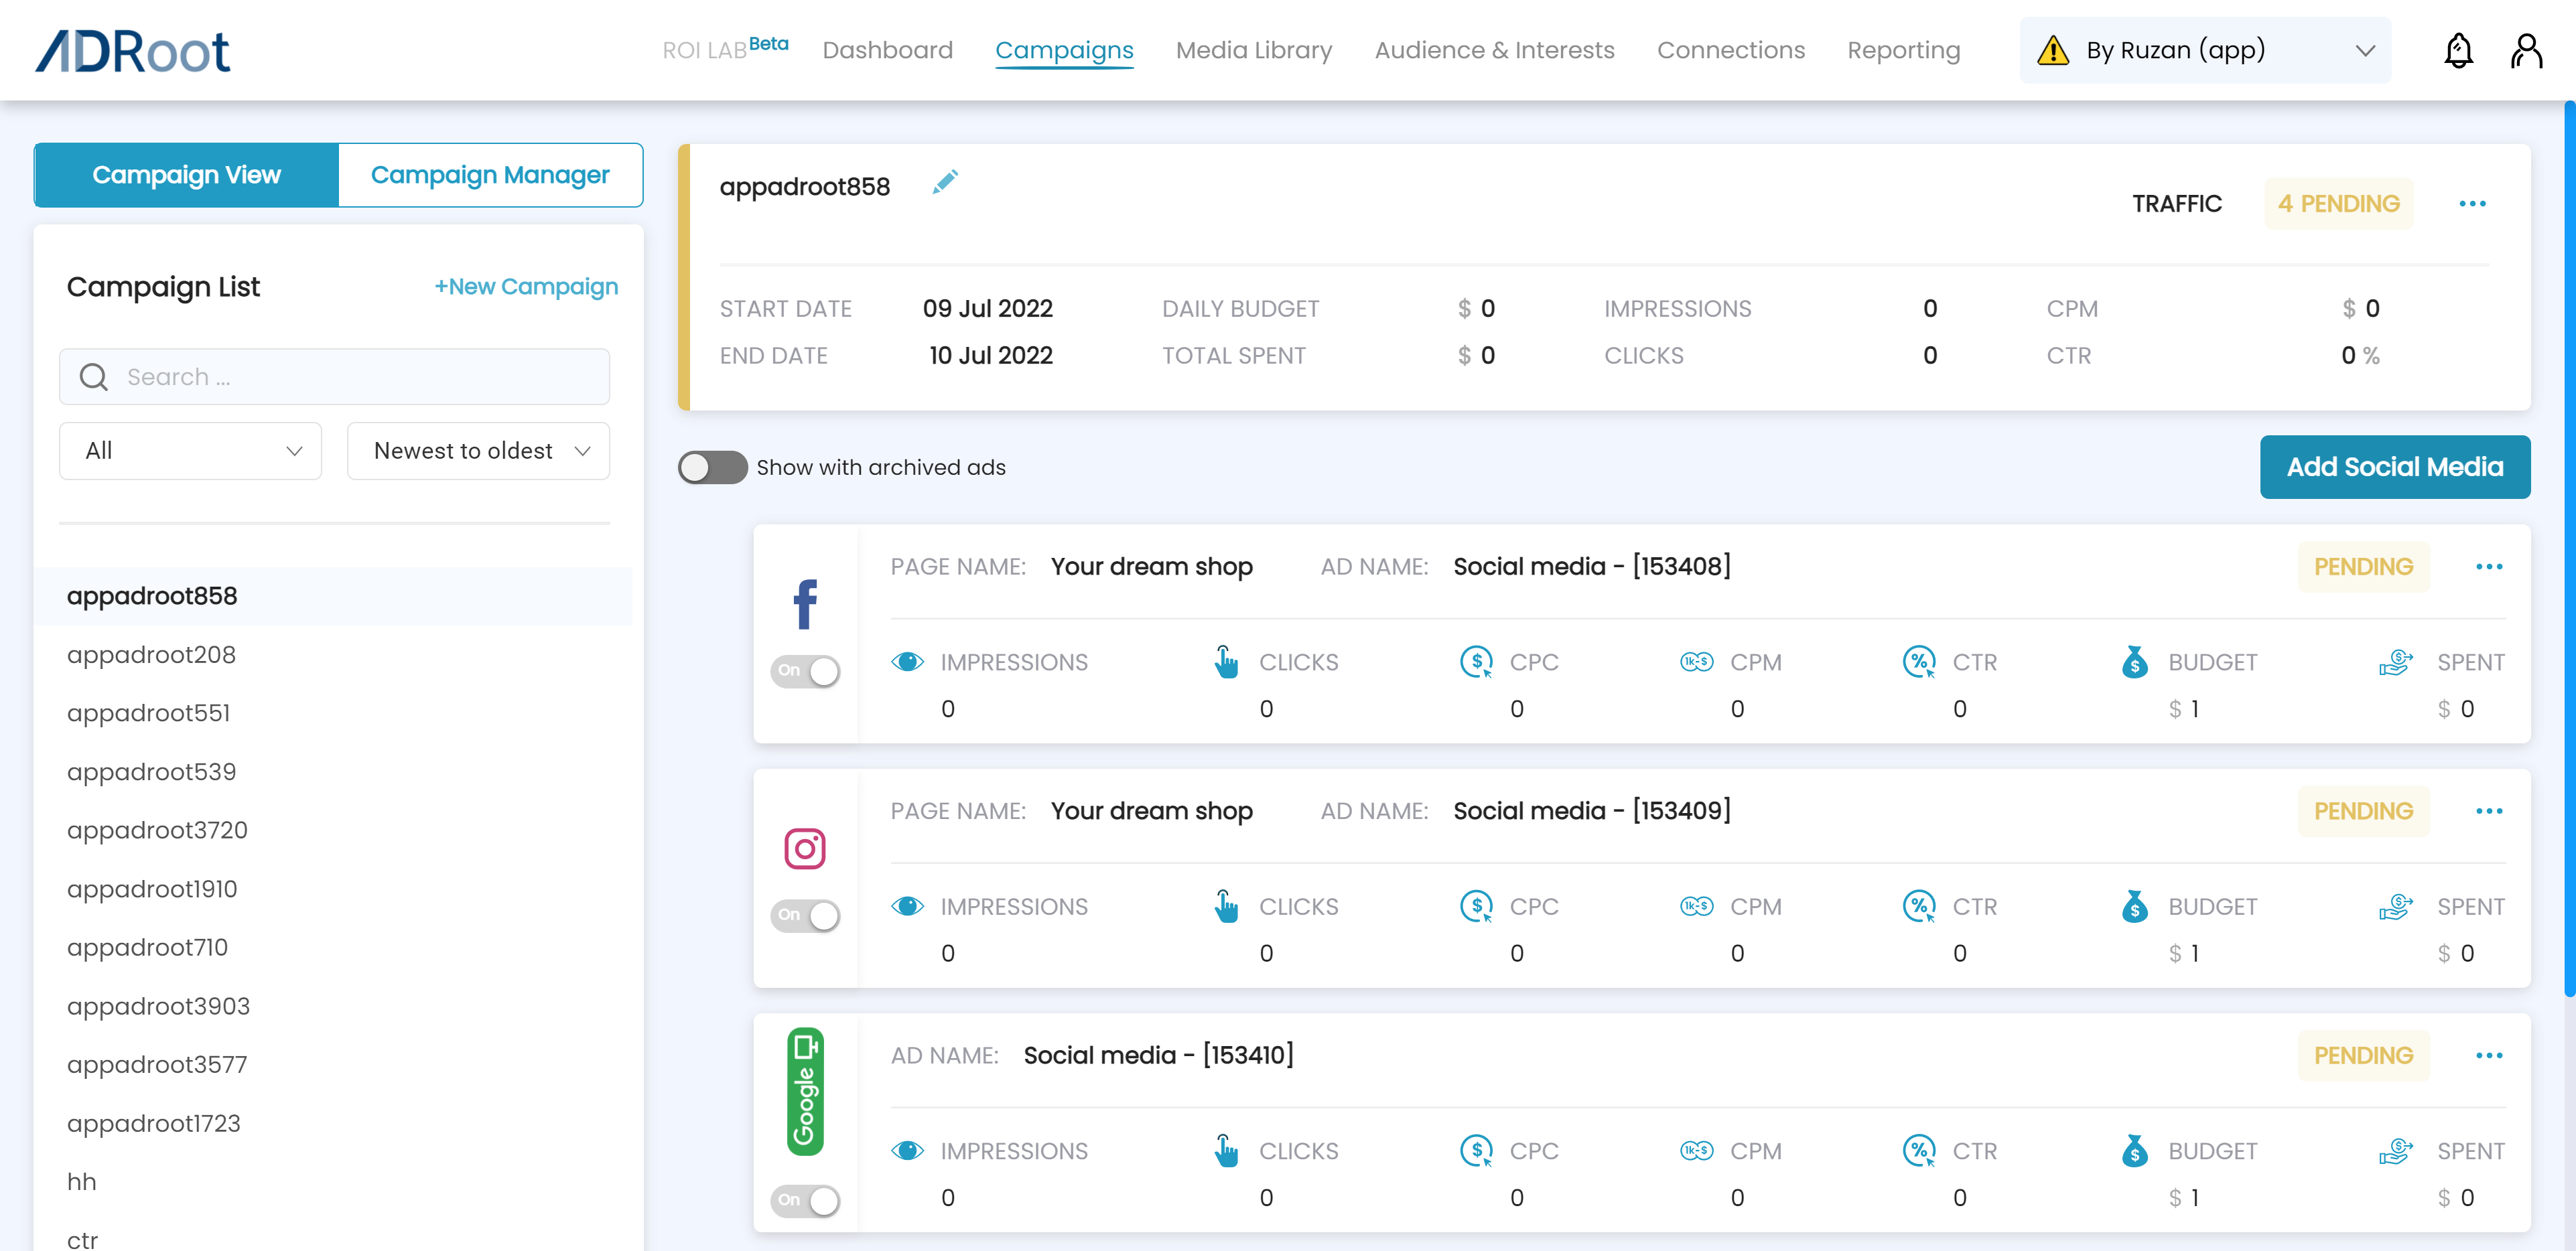 ADRoot
ROI LAB Beta
Dashboard
Campaigns
Media Library
Audience & Interests
Connections
Reporting
By Ruzan (app)
Campaign View
Campaign Manager
Campaign List
+New Campaign
Search ...
All
Newest to oldest
appadroot858
appadroot208
appadroot551
appadroot539
appadroot3720
appadroot1910
appadroot710
appadroot3903
appadroot3577
appadroot1723
hh
ctr
appadroot858
TRAFFIC
4 PENDING
START DATE 09 Jul 2022 DAILY BUDGET $ 0 IMPRESSIONS 0 CPM $ 0
END DATE 10 Jul 2022 TOTAL SPENT $ 0 CLICKS 0 CTR 0 %
Show with archived ads
Add Social Media
PAGE NAME: Your dream shop AD NAME: Social media - [153408] PENDING
On
IMPRESSIONS CLICKS CPC 1k-$ CPM CTR BUDGET SPENT
0 0 0 0 0 $ 1 $ 0
PAGE NAME: Your dream shop AD NAME: Social media - [153409] PENDING
On
IMPRESSIONS CLICKS CPC 1k-$ CPM CTR BUDGET SPENT
0 0 0 0 0 $ 1 $ 0
Google
AD NAME: Social media - [153410] PENDING
On
IMPRESSIONS CLICKS CPC 1k-$ CPM CTR BUDGET SPENT
0 0 0 0 0 $ 1 $ 0